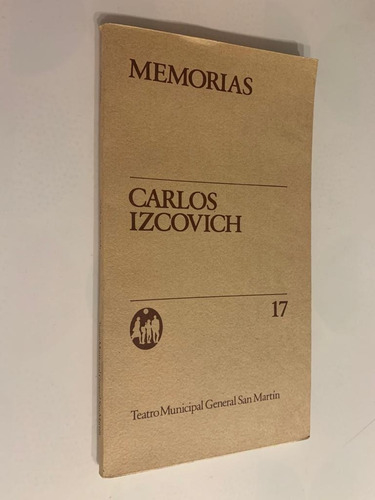 MEMORIAS
CARLOS
IZCOVICH
17
Teatro Municipal General San Martín